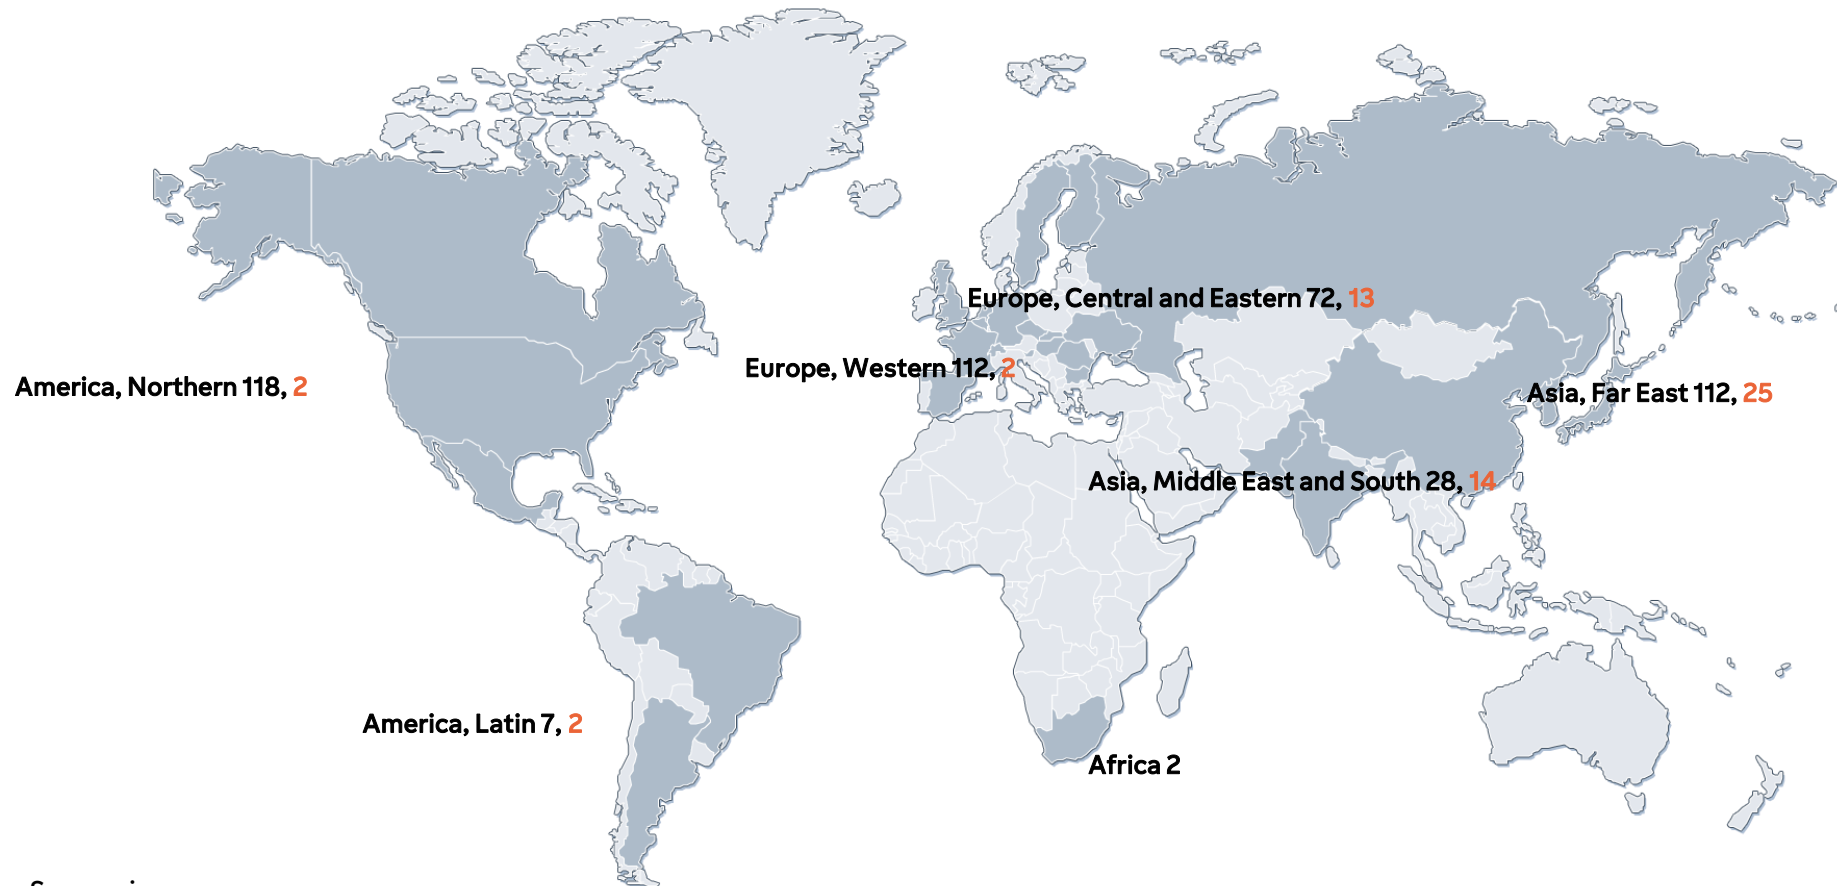 Europe, Central and Eastern 72, 13
Europe, Western 112, 2
America, Northern 118, 2
Asia, Far East 112, 25
Asia, Middle East and South 28, 14
America, Latin 7, 2
Africa 2